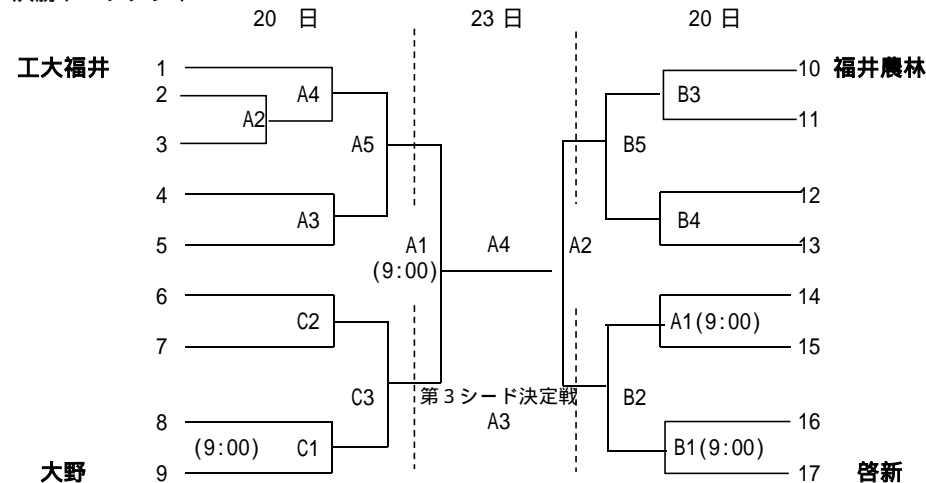 20 日 23 日 20 日
工大福井 1 10 福井農林
2 A4 B3
A2 11
3 A5 B5
4 12
A3 B4
5 A1 A4 A2 13
(9:00)
6 14
C2 A1(9:00)
7 15
C3 第3シード決定戦 B2
8 A3 16
(9:00) C1 B1(9:00)
大野 9 17 啓新